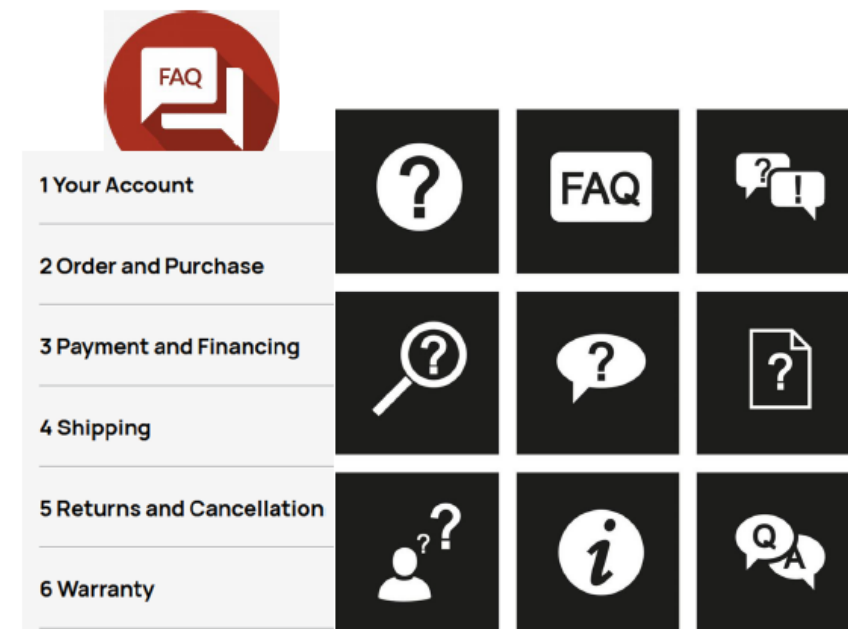 FAQ
1 Your Account
2 Order and Purchase
3 Payment and Financing
4 Shipping
5 Returns and Cancellation
6 Warranty
?
FAQ
? !
?
?
?
? ?
i
Q A